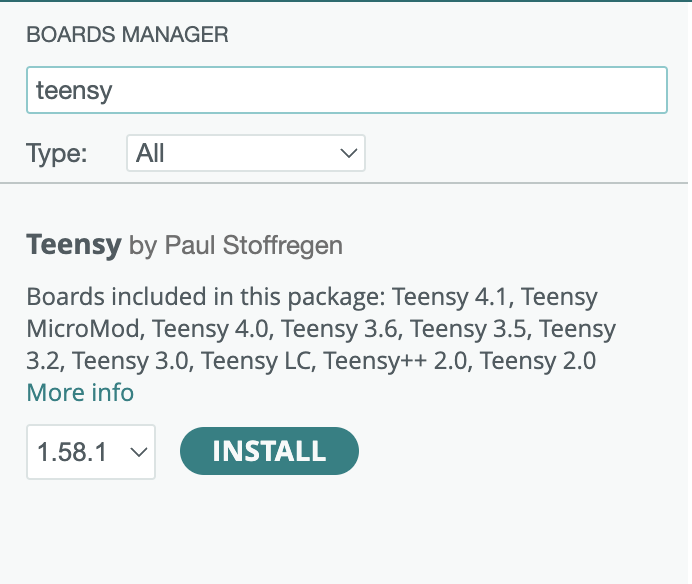 BOARDS MANAGER
teensy
Type: All
Teensy by Paul Stoffregen
Boards included in this package: Teensy 4.1, Teensy
MicroMod, Teensy 4.0, Teensy 3.6, Teensy 3.5, Teensy
3.2, Teensy 3.0, Teensy LC, Teensy++ 2.0, Teensy 2.0
More info
1.58.1 INSTALL